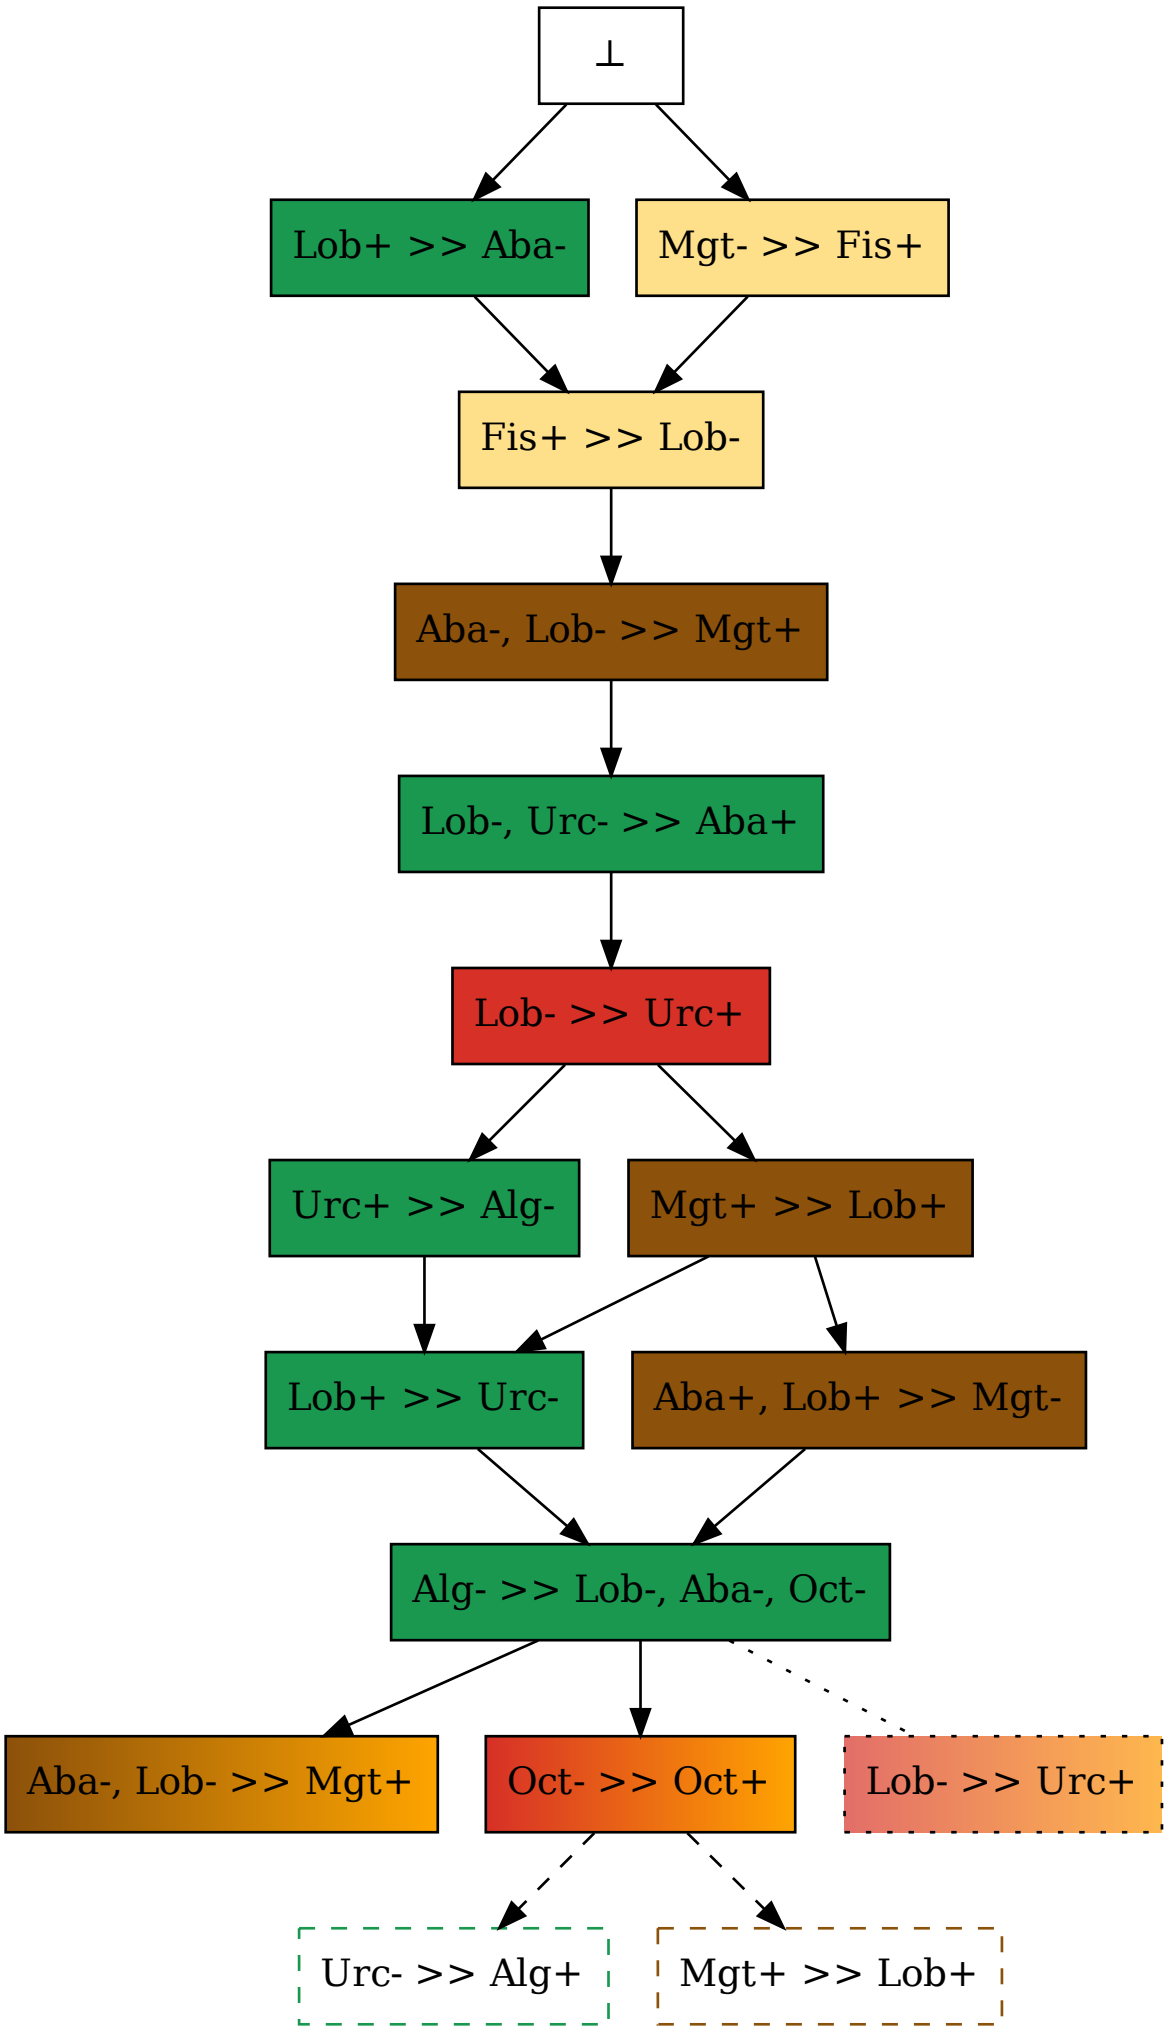 ⊥
Lob+ >> Aba-
Mgt- >> Fis+
Fis+ >> Lob-
Aba-, Lob- >> Mgt+
Lob-, Urc- >> Aba+
Lob- >> Urc+
Urc+ >> Alg-
Mgt+ >> Lob+
Lob+ >> Urc-
Aba+, Lob+ >> Mgt-
Alg- >> Lob-, Aba-, Oct-
Aba-, Lob- >> Mgt+
Oct- >> Oct+
Lob- >> Urc+
Urc- >> Alg+
Mgt+ >> Lob+